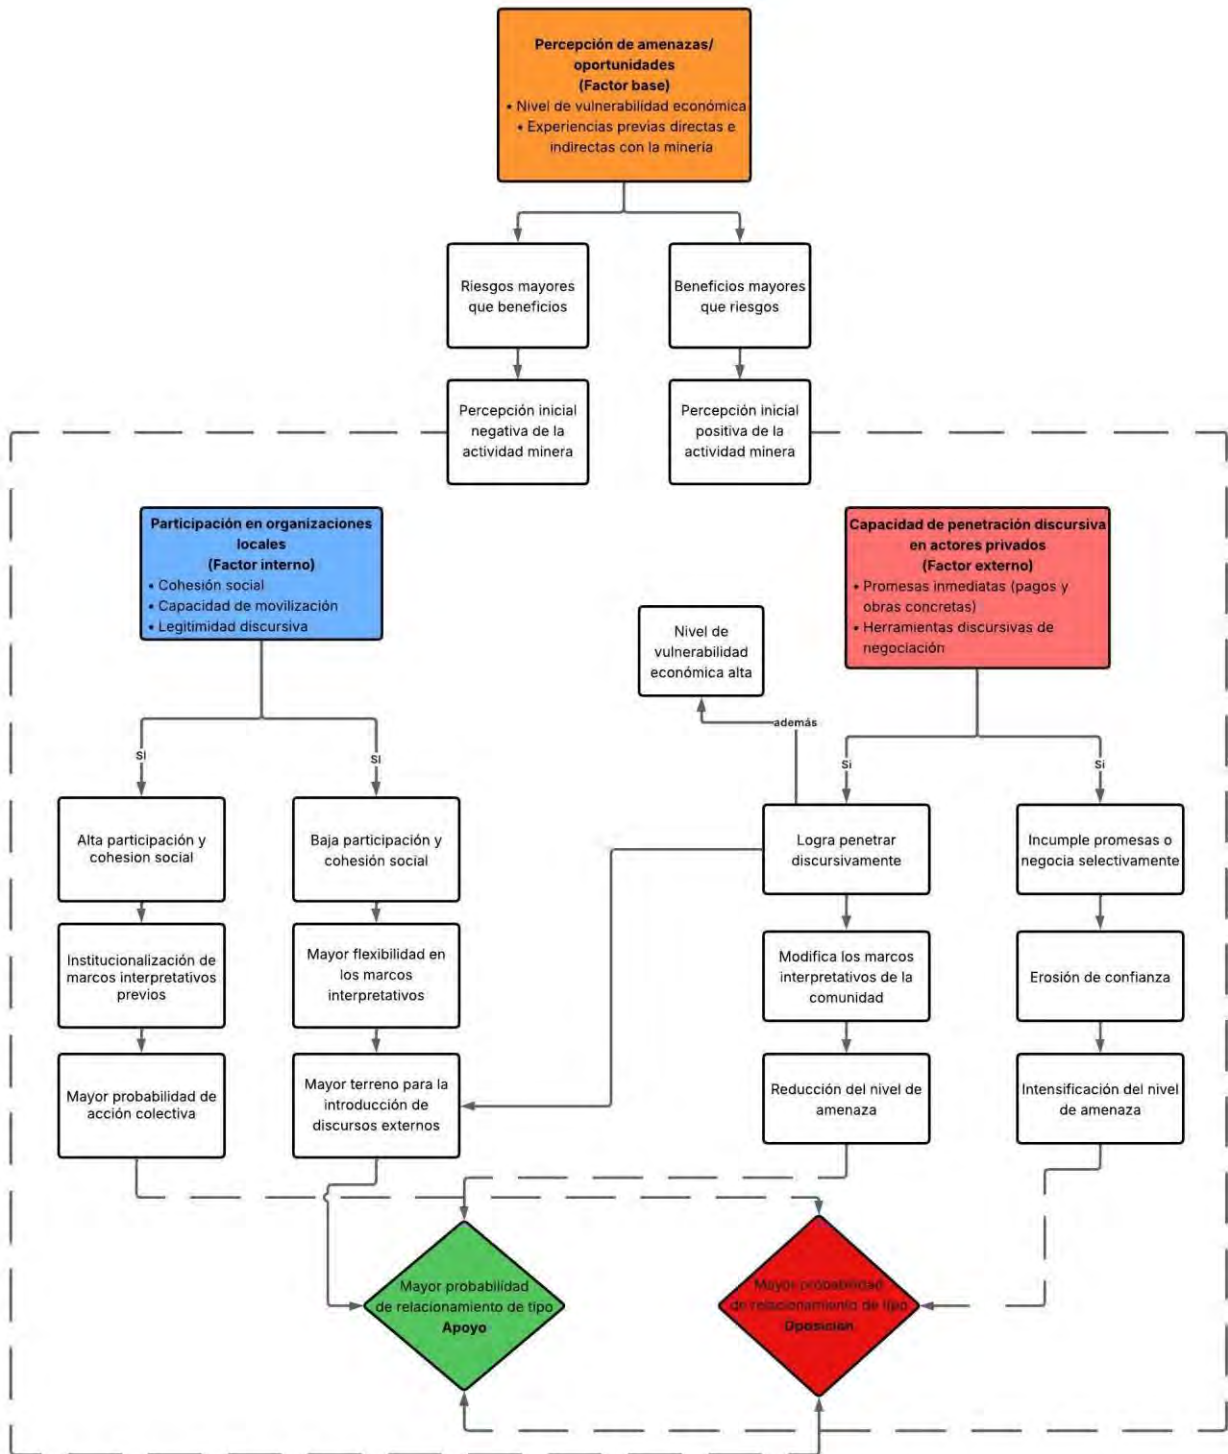 Percepción de amenazas/
oportunidades
(Factor base)
• Nivel de vulnerabilidad económica
• Experiencias previas directas e
indirectas con la minería
Riesgos mayores
que beneficios
Beneficios mayores
que riesgos
Percepción inicial
negativa de la
actividad minera
Percepción inicial
positiva de la
actividad minera
Participación en organizaciones
locales
(Factor interno)
• Cohesión social
• Capacidad de movilización
• Legitimidad discursiva
Capacidad de penetración discursiva
en actores privados
(Factor externo)
• Promesas inmediatas (pagos y
obras concretas)
• Herramientas discursivas de
negociación
Nivel de
vulnerabilidad
económica alta
además
Si
Si
Si
Si
Alta participación y
cohesion social
Baja participación y
cohesión social
Logra penetrar
discursivamente
Incumple promesas o
negocia selectivamente
Institucionalización de
marcos interpretativos
previos
Mayor flexibilidad en
los marcos
interpretativos
Modifica los marcos
interpretativos de la
comunidad
Erosión de confianza
Mayor probabilidad de
acción colectiva
Mayor terreno para la
introducción de
discursos externos
Reducción del nivel de
amenaza
Intensificación del nivel
de amenaza
Mayor probabilidad
de relacionamiento de tipo
Apoyo
Mayor probabilidad
de relacionamiento de tipo
Oposición